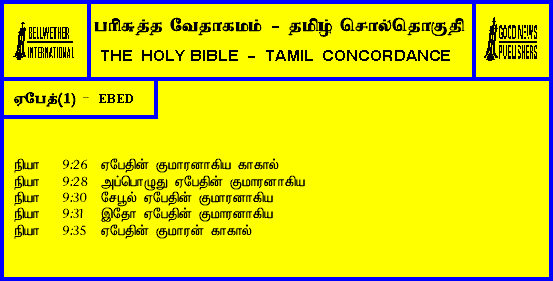 BELLWETHER
INTERNATIONAL
பரிசுத்த வேதாகமம் - தமிழ் சொல்தொகுதி
THE HOLY BIBLE - TAMIL CONCORDANCE
GOOD NEWS
PUBLISHERS
ஏபேத்(1) - EBED
நியா 9:26 ஏபேதின் குமாரனாகிய காகால்
நியா 9:28 அப்பொழுது ஏபேதின் குமாரனாகிய
நியா 9:30 சேபூல் ஏபேதின் குமாரனாகிய
நியா 9:31 இதோ ஏபேதின் குமாரனாகிய
நியா 9:35 ஏபேதின் குமாரன் காகால்